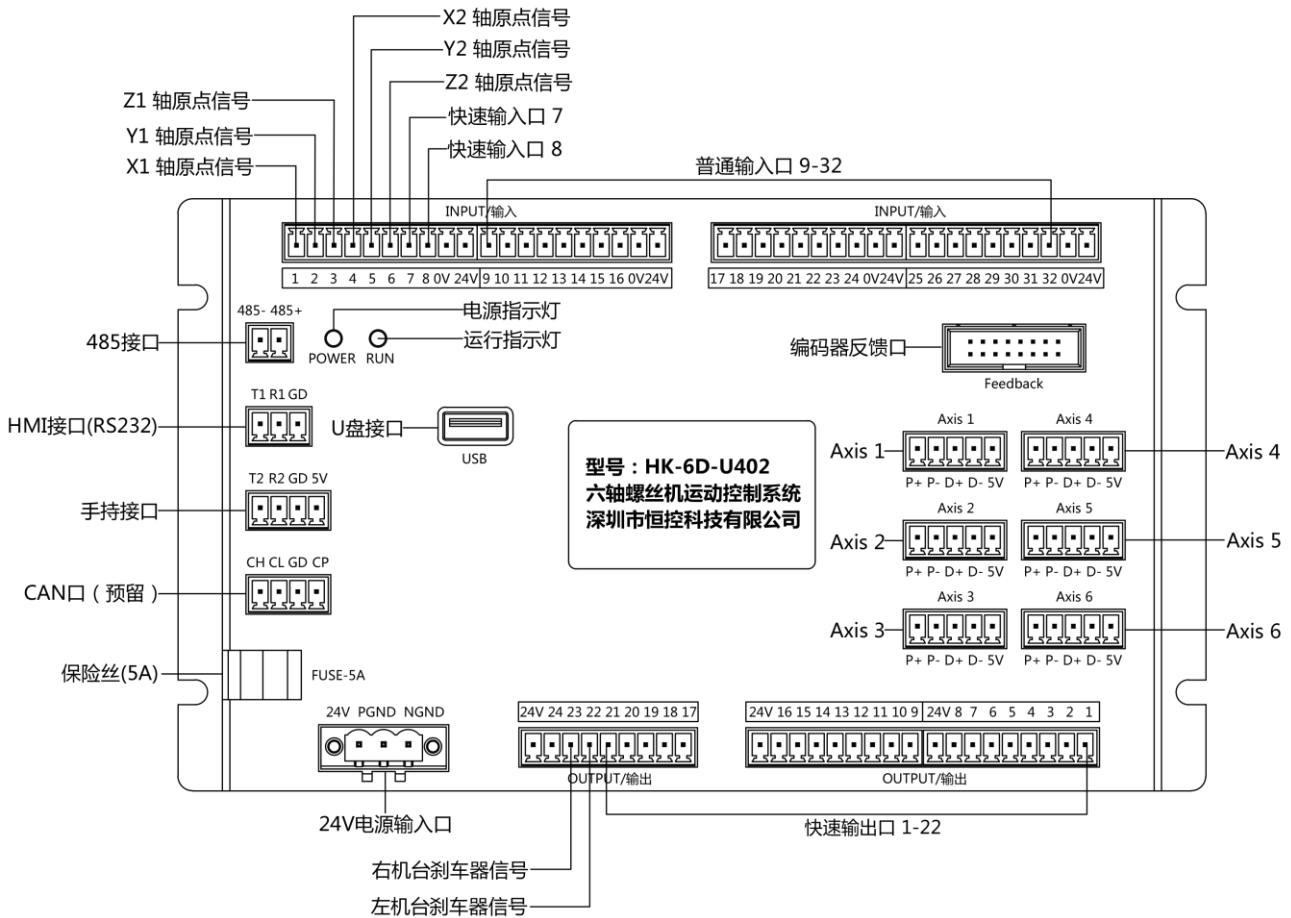 X2 轴原点信号
Y2 轴原点信号
Z2 轴原点信号
Z1 轴原点信号
快速输入口 7
Y1 轴原点信号
快速输入口 8
X1 轴原点信号
普通输入口 9-32
INPUT/输入
INPUT/输入
1 2 3 4 5 6 7 8 0V 24V 9 10 11 12 13 14 15 16 0V24V
17 18 19 20 21 22 23 24 0V24V 25 26 27 28 29 30 31 32 0V24V
485- 485+
电源指示灯
485接口
POWER
RUN
运行指示灯
编码器反馈口
Feedback
T1 R1 GD
HMI接口(RS232)
U盘接口
USB
T2 R2 GD 5V
手持接口
CH CL GD CP
CAN口（预留）
型号：HK-6D-U402
六轴螺丝机运动控制系统
深圳市恒控科技有限公司
Axis 1
Axis 4
Axis 1
Axis 4
P+ P- D+ D- 5V
P+ P- D+ D- 5V
Axis 2
Axis 5
Axis 2
Axis 5
P+ P- D+ D- 5V
P+ P- D+ D- 5V
Axis 3
Axis 6
Axis 3
Axis 6
P+ P- D+ D- 5V
P+ P- D+ D- 5V
保险丝(5A)
FUSE-5A
24V PGND NGND
24V 24 23 22 21 20 19 18 17
24V 16 15 14 13 12 11 10 9 24V 8 7 6 5 4 3 2 1
OUTPUT/输出
OUTPUT/输出
24V电源输入口
快速输出口 1-22
右机台刹车器信号
左机台刹车器信号